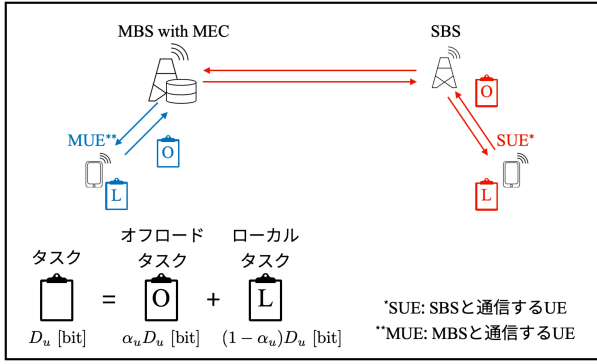 MBS with MEC
SBS
O
MUE**
O
SUE*
L
L
タスク
オフロード
タスク
ローカル
タスク
= O + L
D_u [bit]
α_u D_u [bit]
(1 − α_u)D_u [bit]
*SUE: SBSと通信するUE
**MUE: MBSと通信するUE